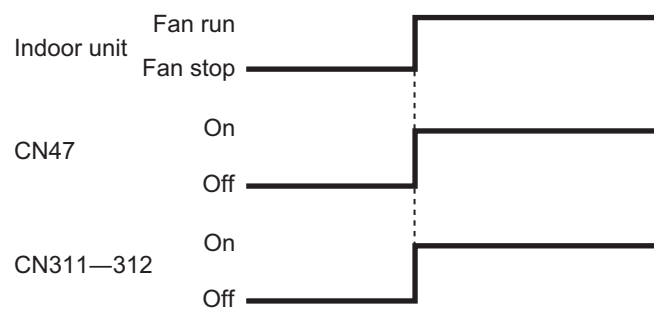 Fan run
Indoor unit
Fan stop
On
CN47
Off
On
CN311—312
Off